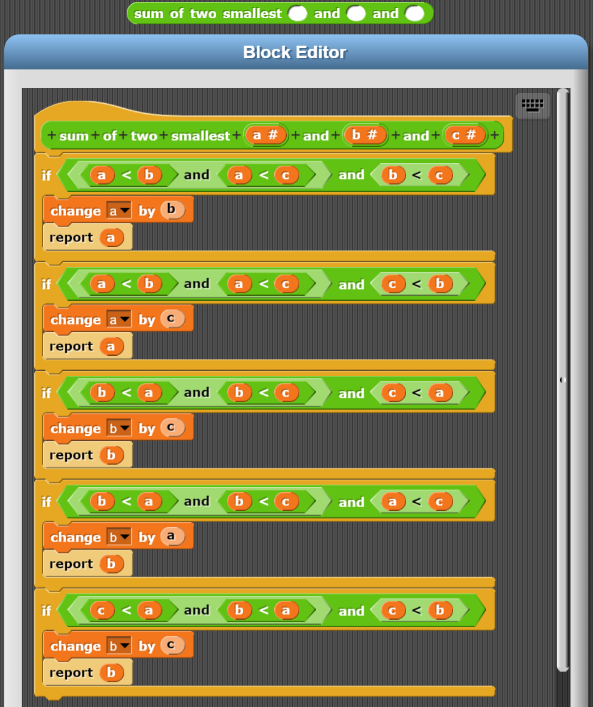 sum of two smallest and and
Block Editor
+ sum + of + two + smallest + a # + and + b # + and + c # +
if a < b and a < c and b < c
change a by b
report a
if a < b and a < c and c < b
change a by c
report a
if b < a and b < c and c < a
change b by c
report b
if b < a and b < c and a < c
change b by a
report b
if c < a and b < a and c < b
change b by c
report b